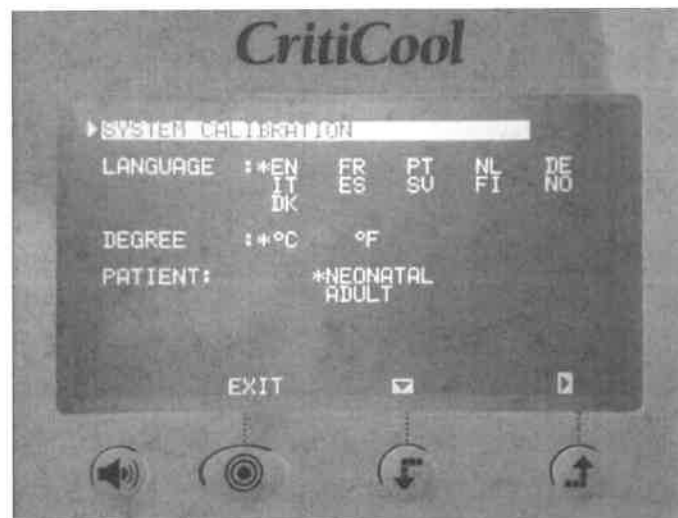 CritiCool
SYSTEM CALIBRATION
LANGUAGE :*EN FR PT NL DE
IT ES SV FI NO
DK
DEGREE :*°C °F
PATIENT: *NEONATAL
ADULT
EXIT